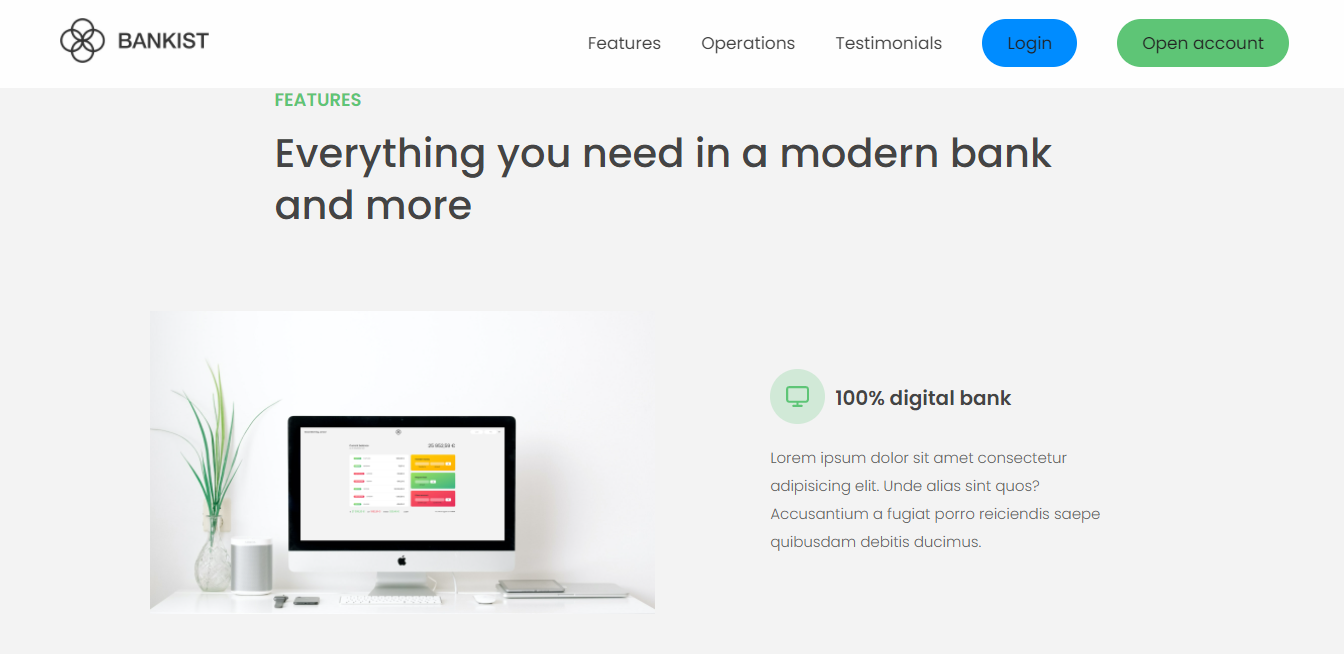 BANKIST
Features Operations Testimonials Login Open account
FEATURES
Everything you need in a modern bank
and more
100% digital bank
Lorem ipsum dolor sit amet consectetur
adipisicing elit. Unde alias sint quos?
Accusantium a fugiat porro reiciendis saepe
quibusdam debitis ducimus.